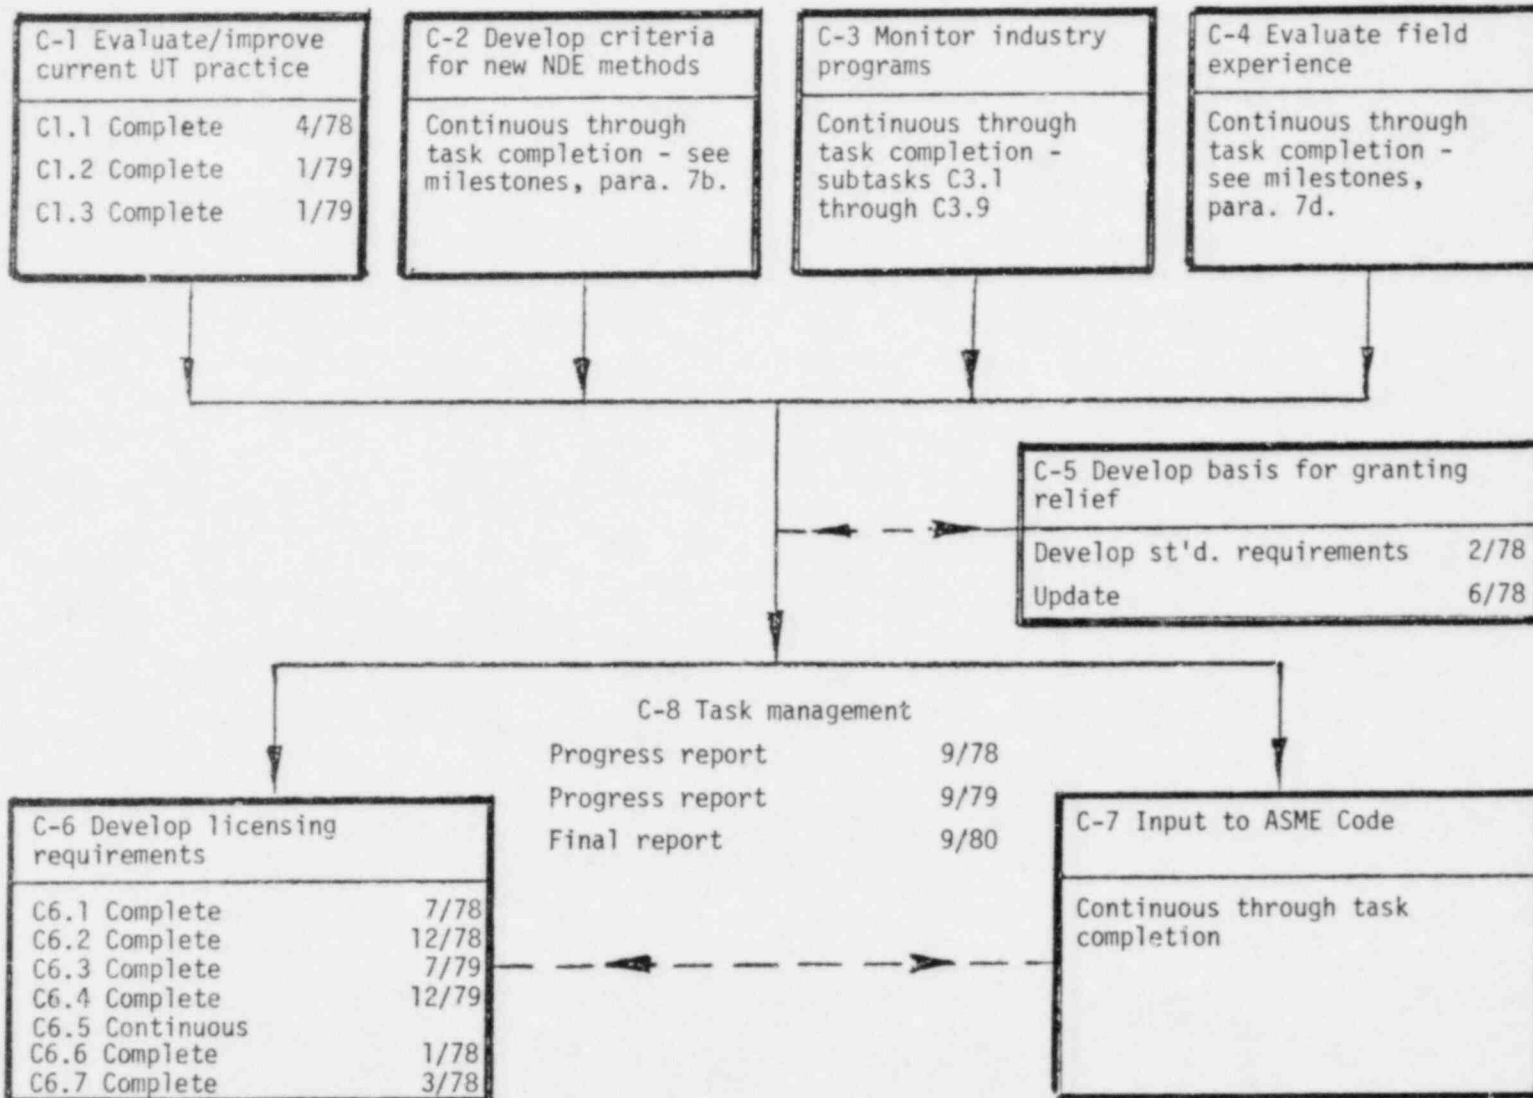 C-1 Evaluate/improve
current UT practice
C1.1 Complete 4/78
C1.2 Complete 1/79
C1.3 Complete 1/79
C-2 Develop criteria
for new NDE methods
Continuous through
task completion - see
milestones, para. 7b.
C-3 Monitor industry
programs
Continuous through
task completion -
subtasks C3.1
through C3.9
C-4 Evaluate field
experience
Continuous through
task completion -
see milestones,
para. 7d.
C-5 Develop basis for granting
relief
Develop st'd. requirements 2/78
Update 6/78
C-8 Task management
Progress report 9/78
Progress report 9/79
Final report 9/80
C-6 Develop licensing
requirements
C6.1 Complete 7/78
C6.2 Complete 12/78
C6.3 Complete 7/79
C6.4 Complete 12/79
C6.5 Continuous
C6.6 Complete 1/78
C6.7 Complete 3/78
C-7 Input to ASME Code
Continuous through task
completion